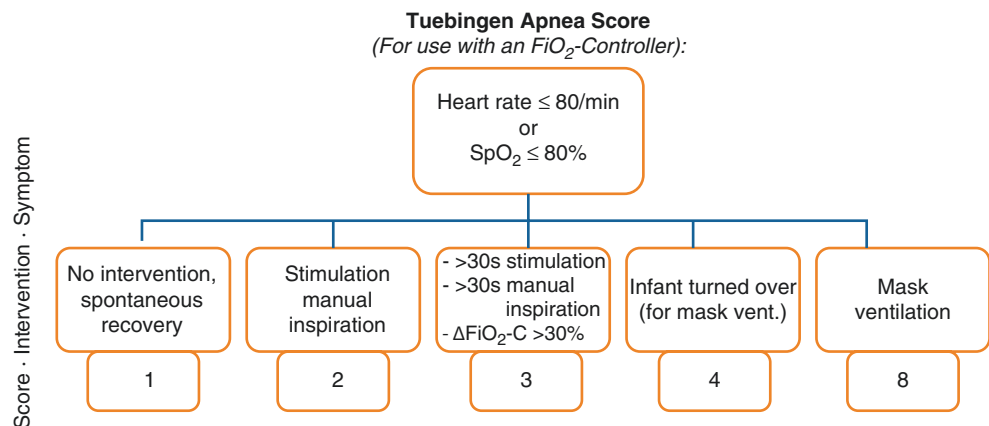 Tuebingen Apnea Score
(For use with an FiO₂-Controller):
Heart rate ≤ 80/min
or
SpO₂ ≤ 80%
No intervention,
spontaneous
recovery
Stimulation
manual
inspiration
- >30s stimulation
- >30s manual
inspiration
- ΔFiO₂-C >30%
Infant turned over
(for mask vent.)
Mask
ventilation
1
2
3
4
8
Score · Intervention · Symptom